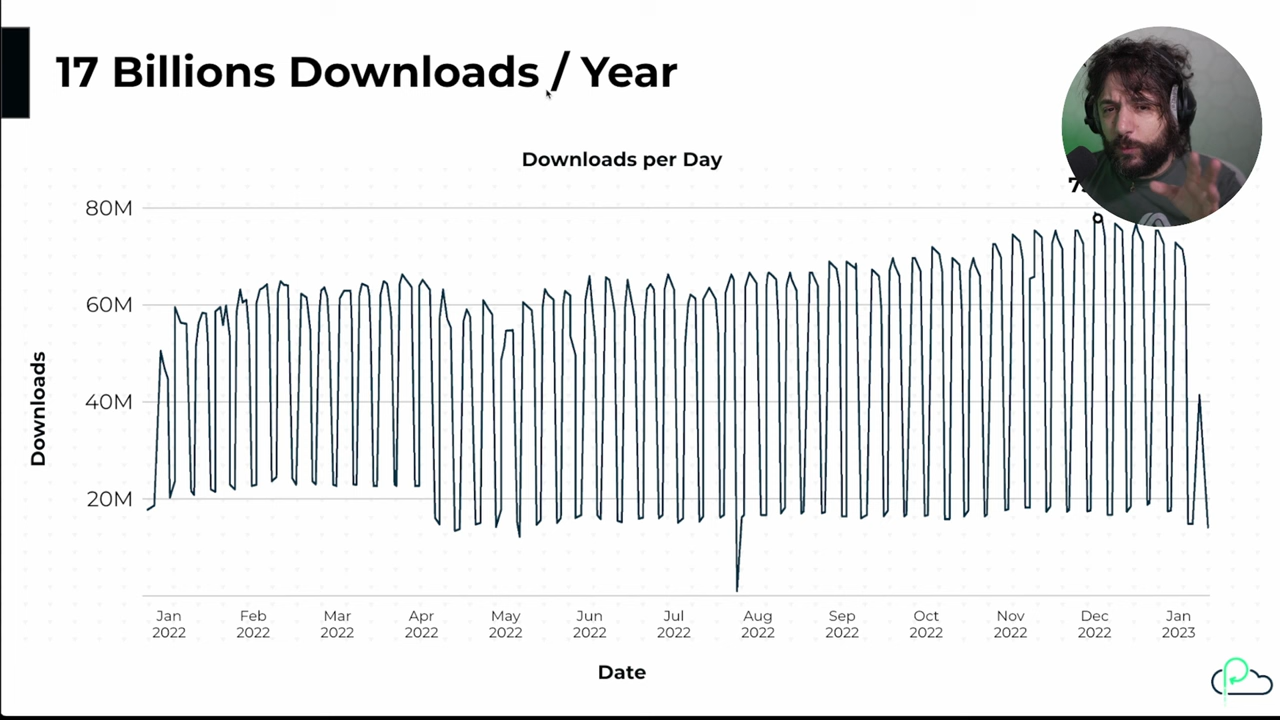 17 Billions Downloads / Year
Downloads per Day
80M
60M
40M
20M
Downloads
Jan Feb Mar Apr May Jun Jul Aug Sep Oct Nov Dec Jan
2022 2022 2022 2022 2022 2022 2022 2022 2022 2022 2022 2022 2023
Date